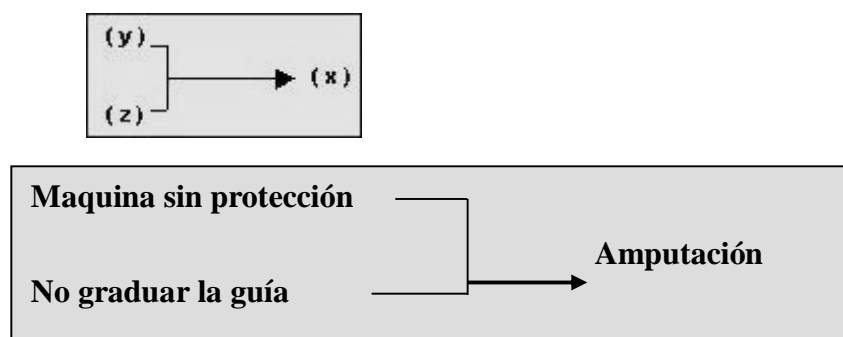 (y)
(x)
(z)
Maquina sin protección
Amputación
No graduar la guía